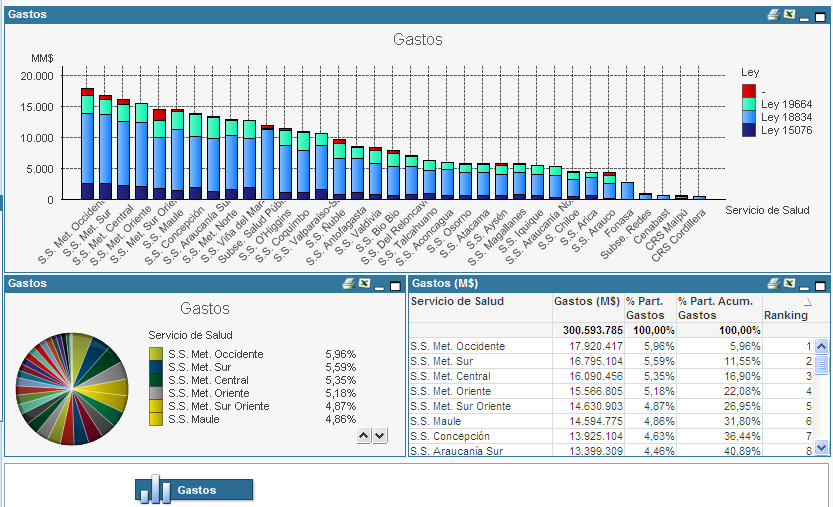 Gastos
Gastos
MM$
20.000
15.000
10.000
5.000
0
Ley
-
Ley 19664
Ley 18834
Ley 15076
Servicio de Salud
S.S. Met. Occidente
S.S. Met. Sur
S.S. Met. Central
S.S. Met. Oriente
S.S. Met. Sur Orie
S.S. Maule
S.S. Concepción
S.S. Araucanía Sur
S.S. Met. Norte
S.S. Viña del Mar-
Subse. Salud Públ
S.S. O'Higgins
S.S. Coquimbo
S.S. Valparaiso-S
S.S. Ñuble
S.S. Antofagasta
S.S. Valdivia
S.S. Bio Bio
S.S. Del Reloncaví
S.S. Talcahuano
S.S. Aconcagua
S.S. Osorno
S.S. Atacama
S.S. Aysén
S.S. Magallanes
S.S. Iquique
S.S. Araucanía No
S.S. Chiloe
S.S. Arica
S.S. Arauco
Fonasa
Subse. Redes
Cenabast
CRS Maipú
CRS Cordillera
Gastos
Gastos
Servicio de Salud
S.S. Met. Occidente 5,96%
S.S. Met. Sur 5,59%
S.S. Met. Central 5,35%
S.S. Met. Oriente 5,18%
S.S. Met. Sur Oriente 4,87%
S.S. Maule 4,86%
Gastos (M$)
Servicio de Salud Gastos (M$) % Part. Gastos % Part. Acum. Gastos Ranking
300.593.785 100,00% 100,00%
S.S. Met. Occidente 17.920.417 5,96% 5,96% 1
S.S. Met. Sur 16.795.104 5,59% 11,55% 2
S.S. Met. Central 16.090.456 5,35% 16,90% 3
S.S. Met. Oriente 15.566.805 5,18% 22,08% 4
S.S. Met. Sur Oriente 14.630.903 4,87% 26,95% 5
S.S. Maule 14.594.775 4,86% 31,80% 6
S.S. Concepción 13.925.104 4,63% 36,44% 7
S.S. Araucanía Sur 13.399.309 4,46% 40,89% 8
Gastos